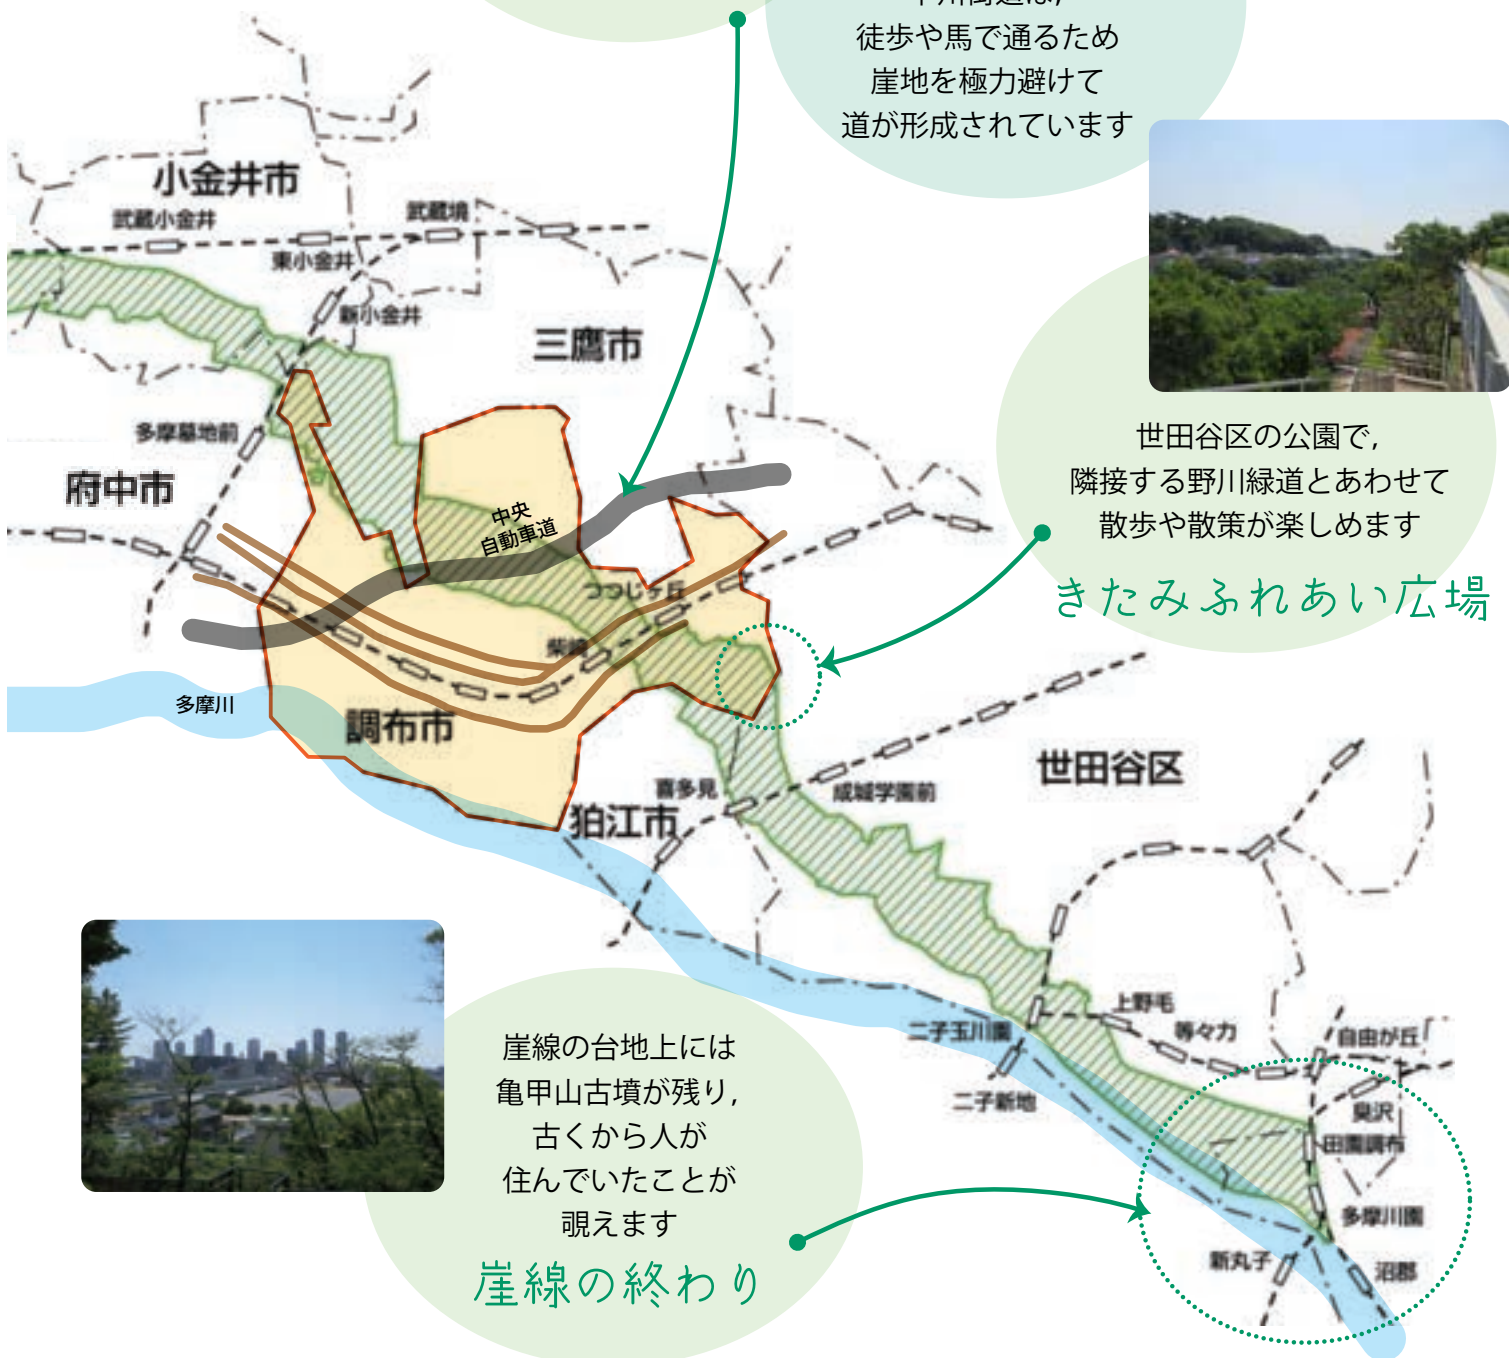 徒歩や馬で通るため
崖地を極力避けて
道が形成されています
小金井市
武蔵小金井
武蔵境
東小金井
新小金井
三鷹市
多摩墓地前
府中市
中央
自動車道
つつじヶ丘
柴崎
多摩川
調布市
世田谷区の公園で,
隣接する野川緑道とあわせて
散歩や散策が楽しめます
きたみふれあい広場
喜多見
狛江市
成城学園前
世田谷区
上野毛
二子玉川園
等々力
自由が丘
二子新地
奥沢
田園調布
多摩川園
新丸子
沼部
崖線の台地上には
亀甲山古墳が残り,
古くから人が
住んでいたことが
覗えます
崖線の終わり